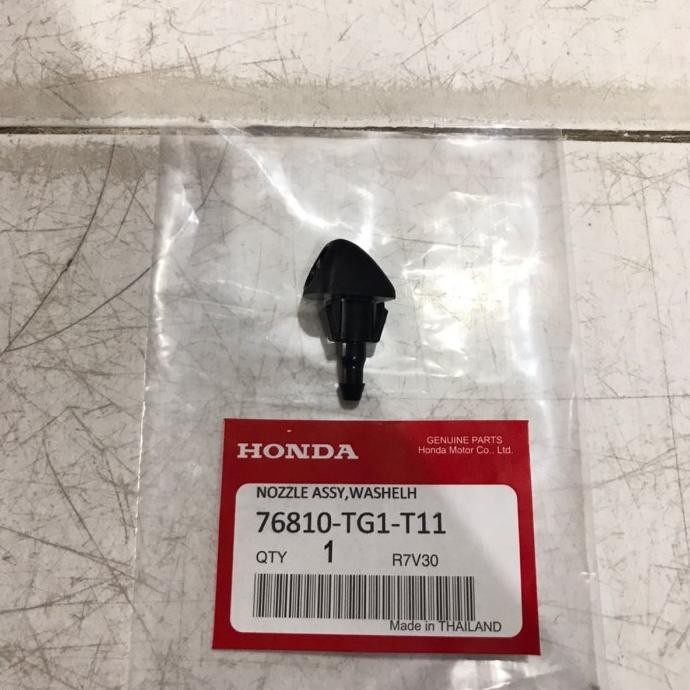 HONDA
GENUINE PARTS
Honda Motor Co., Ltd.
NOZZLE ASSY,WASHELH
76810-TG1-T11
QTY 1 R7V30
Made in THAILAND